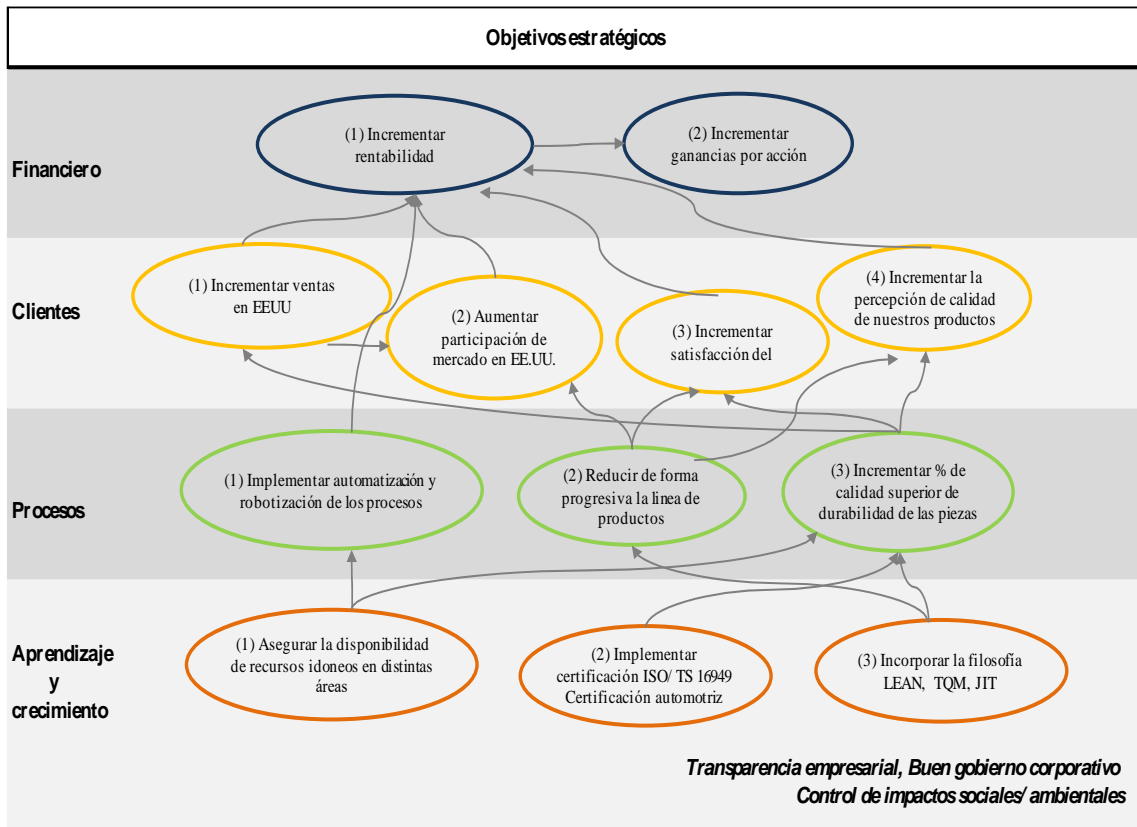 Objetivos estratégicos
Financiero
(1) Incrementar
rentabilidad
(2) Incrementar
ganancias por acción
Clientes
(1) Incrementar ventas
en EEUU
(2) Aumentar
participación de
mercado en EE.UU.
(3) Incrementar
satisfacción del
(4) Incrementar la
percepción de calidad
de nuestros productos
Procesos
(1) Implementar automatización y
robotización de los procesos
(2) Reducir de forma
progresiva la linea de
productos
(3) Incrementar % de
calidad superior de
durabilidad de las piezas
Aprendizaje
y
crecimiento
(1) Asegurar la disponibilidad
de recursos idoneos en distintas
áreas
(2) Implementar
certificación ISO/ TS 16949
Certificación automotriz
(3) Incorporar la filosofía
LEAN, TQM, JIT
Transparencia empresarial, Buen gobierno corporativo
Control de impactos sociales/ ambientales